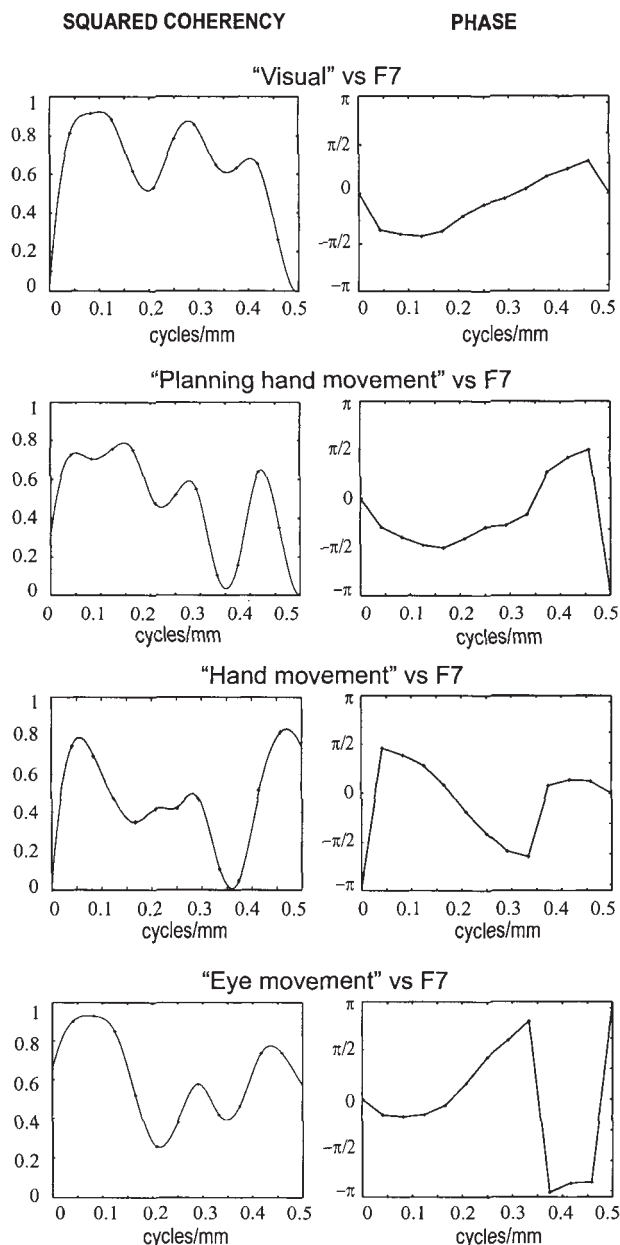 SQUARED COHERENCY PHASE
“Visual” vs F7
1 π
0.8 π/2
0.6
0.4 0
0.2 −π/2
0 −π
0 0.1 0.2 0.3 0.4 0.5 0 0.1 0.2 0.3 0.4 0.5
cycles/mm cycles/mm
“Planning hand movement” vs F7
1 π
0.8 π/2
0.6
0.4 0
0.2 −π/2
0 −π
0 0.1 0.2 0.3 0.4 0.5 0 0.1 0.2 0.3 0.4 0.5
cycles/mm cycles/mm
“Hand movement” vs F7
1 π
0.8 π/2
0.6
0.4 0
0.2 −π/2
0 −π
0 0.1 0.2 0.3 0.4 0.5 0 0.1 0.2 0.3 0.4 0.5
cycles/mm cycles/mm
“Eye movement” vs F7
1 π
0.8 π/2
0.6
0.4 0
0.2 −π/2
0 −π
0 0.1 0.2 0.3 0.4 0.5 0 0.1 0.2 0.3 0.4 0.5
cycles/mm cycles/mm